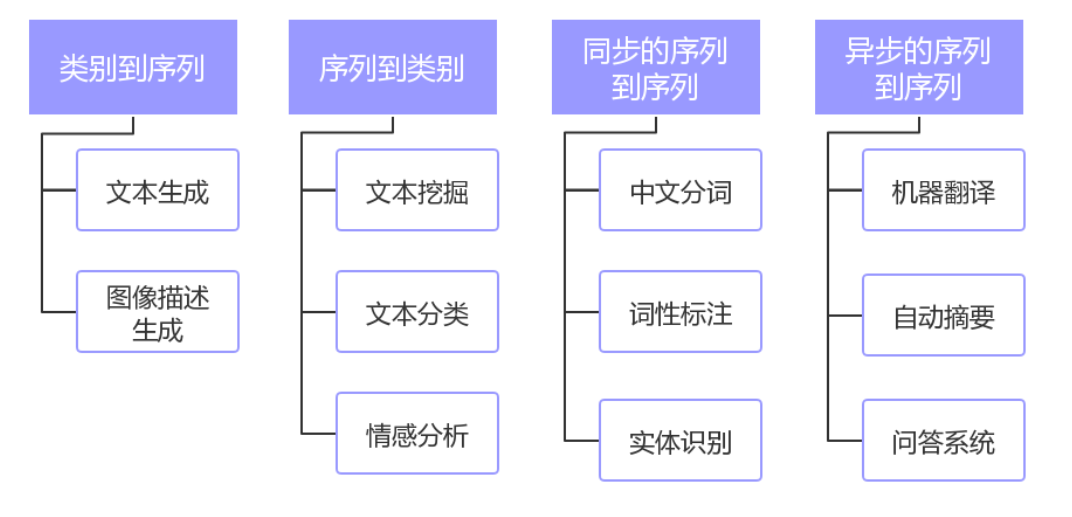 类别到序列
文本生成
图像描述
生成
序列到类别
文本挖掘
文本分类
情感分析
同步的序列
到序列
中文分词
词性标注
实体识别
异步的序列
到序列
机器翻译
自动摘要
问答系统